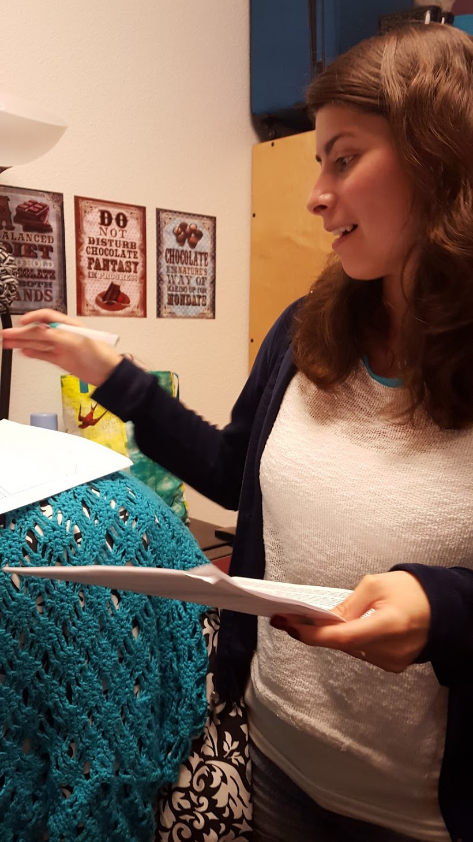 A
BALANCED
DIET
CHOCOLATE
BOTH
HANDS
DO
NOT
DISTURB
CHOCOLATE
FANTASY
IN PROGRESS
CHOCOLATE
IS NATURE'S
WAY OF
MAKING UP FOR
MONDAYS